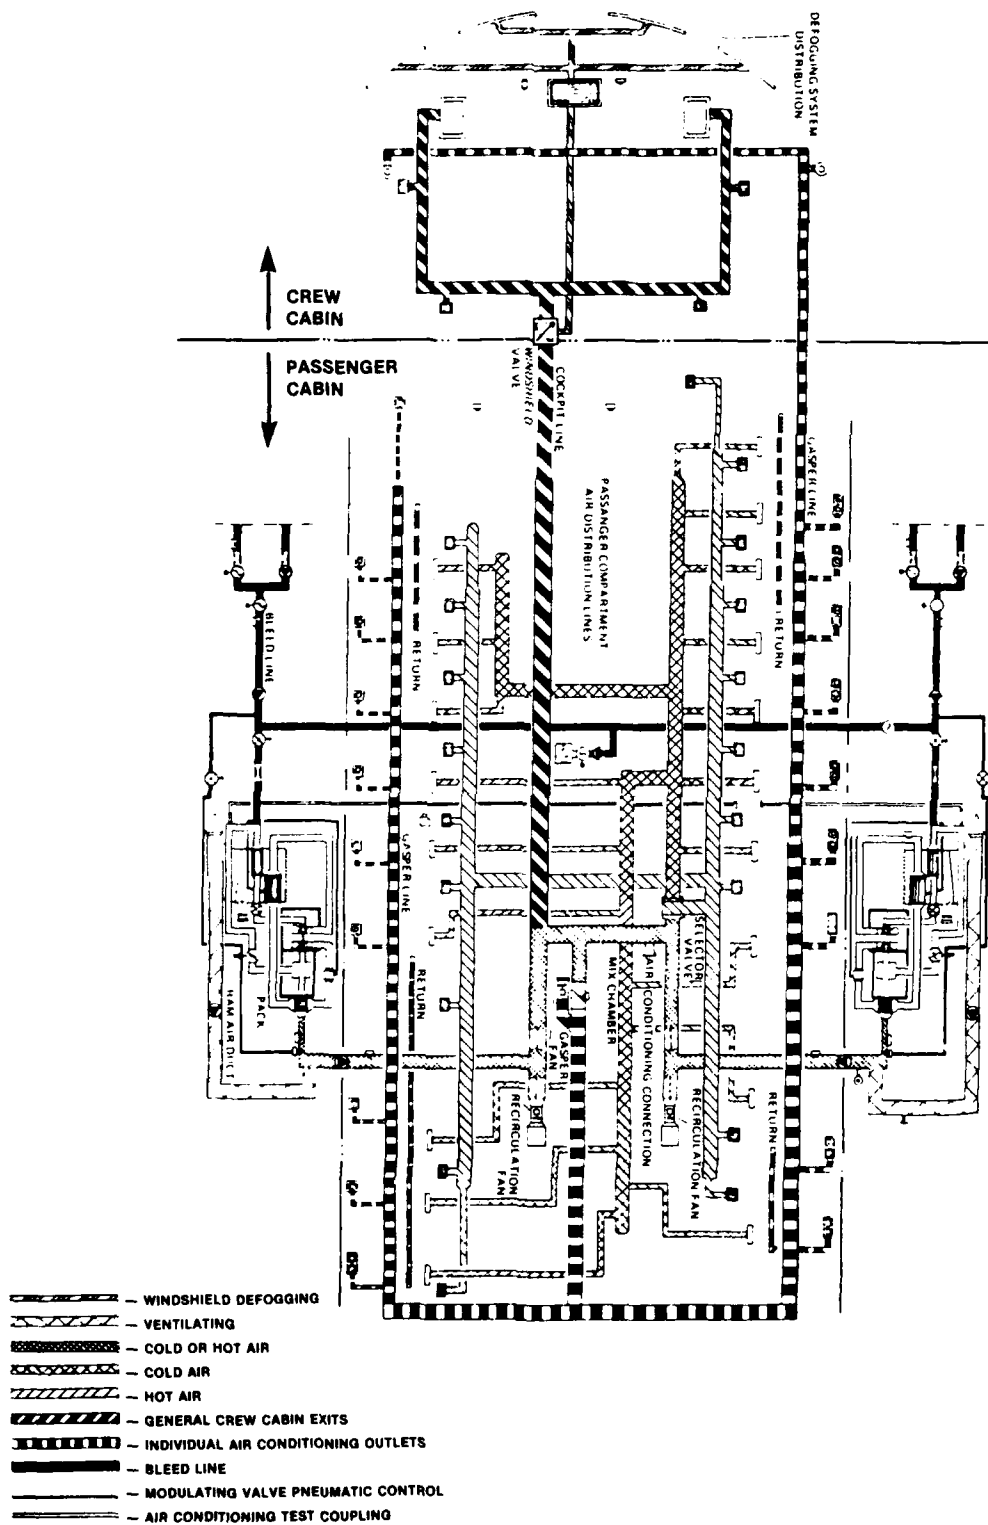 DEFOGGING SYSTEM
DISTRIBUTION
CREW
CABIN
PASSENGER
CABIN
WINDSHIELD
VALVE
COCKPIT LINE
PASSANGER COMPARTMENT
AIR DISTRIBUTION LINES
GASPER LINE
RETURN
RETURN
BLEED LINE
GASPER LINE
RETURN
SELECTOR
VALVE
MIX CHAMBER
AIR CONDITIONING CONNECTION
GASPER
FAN
PACK
RAM AIR DUCT
RECIRCULATION
FAN
RECIRCULATION FAN
RETURN
– WINDSHIELD DEFOGGING
– VENTILATING
– COLD OR HOT AIR
– COLD AIR
– HOT AIR
– GENERAL CREW CABIN EXITS
– INDIVIDUAL AIR CONDITIONING OUTLETS
– BLEED LINE
– MODULATING VALVE PNEUMATIC CONTROL
– AIR CONDITIONING TEST COUPLING